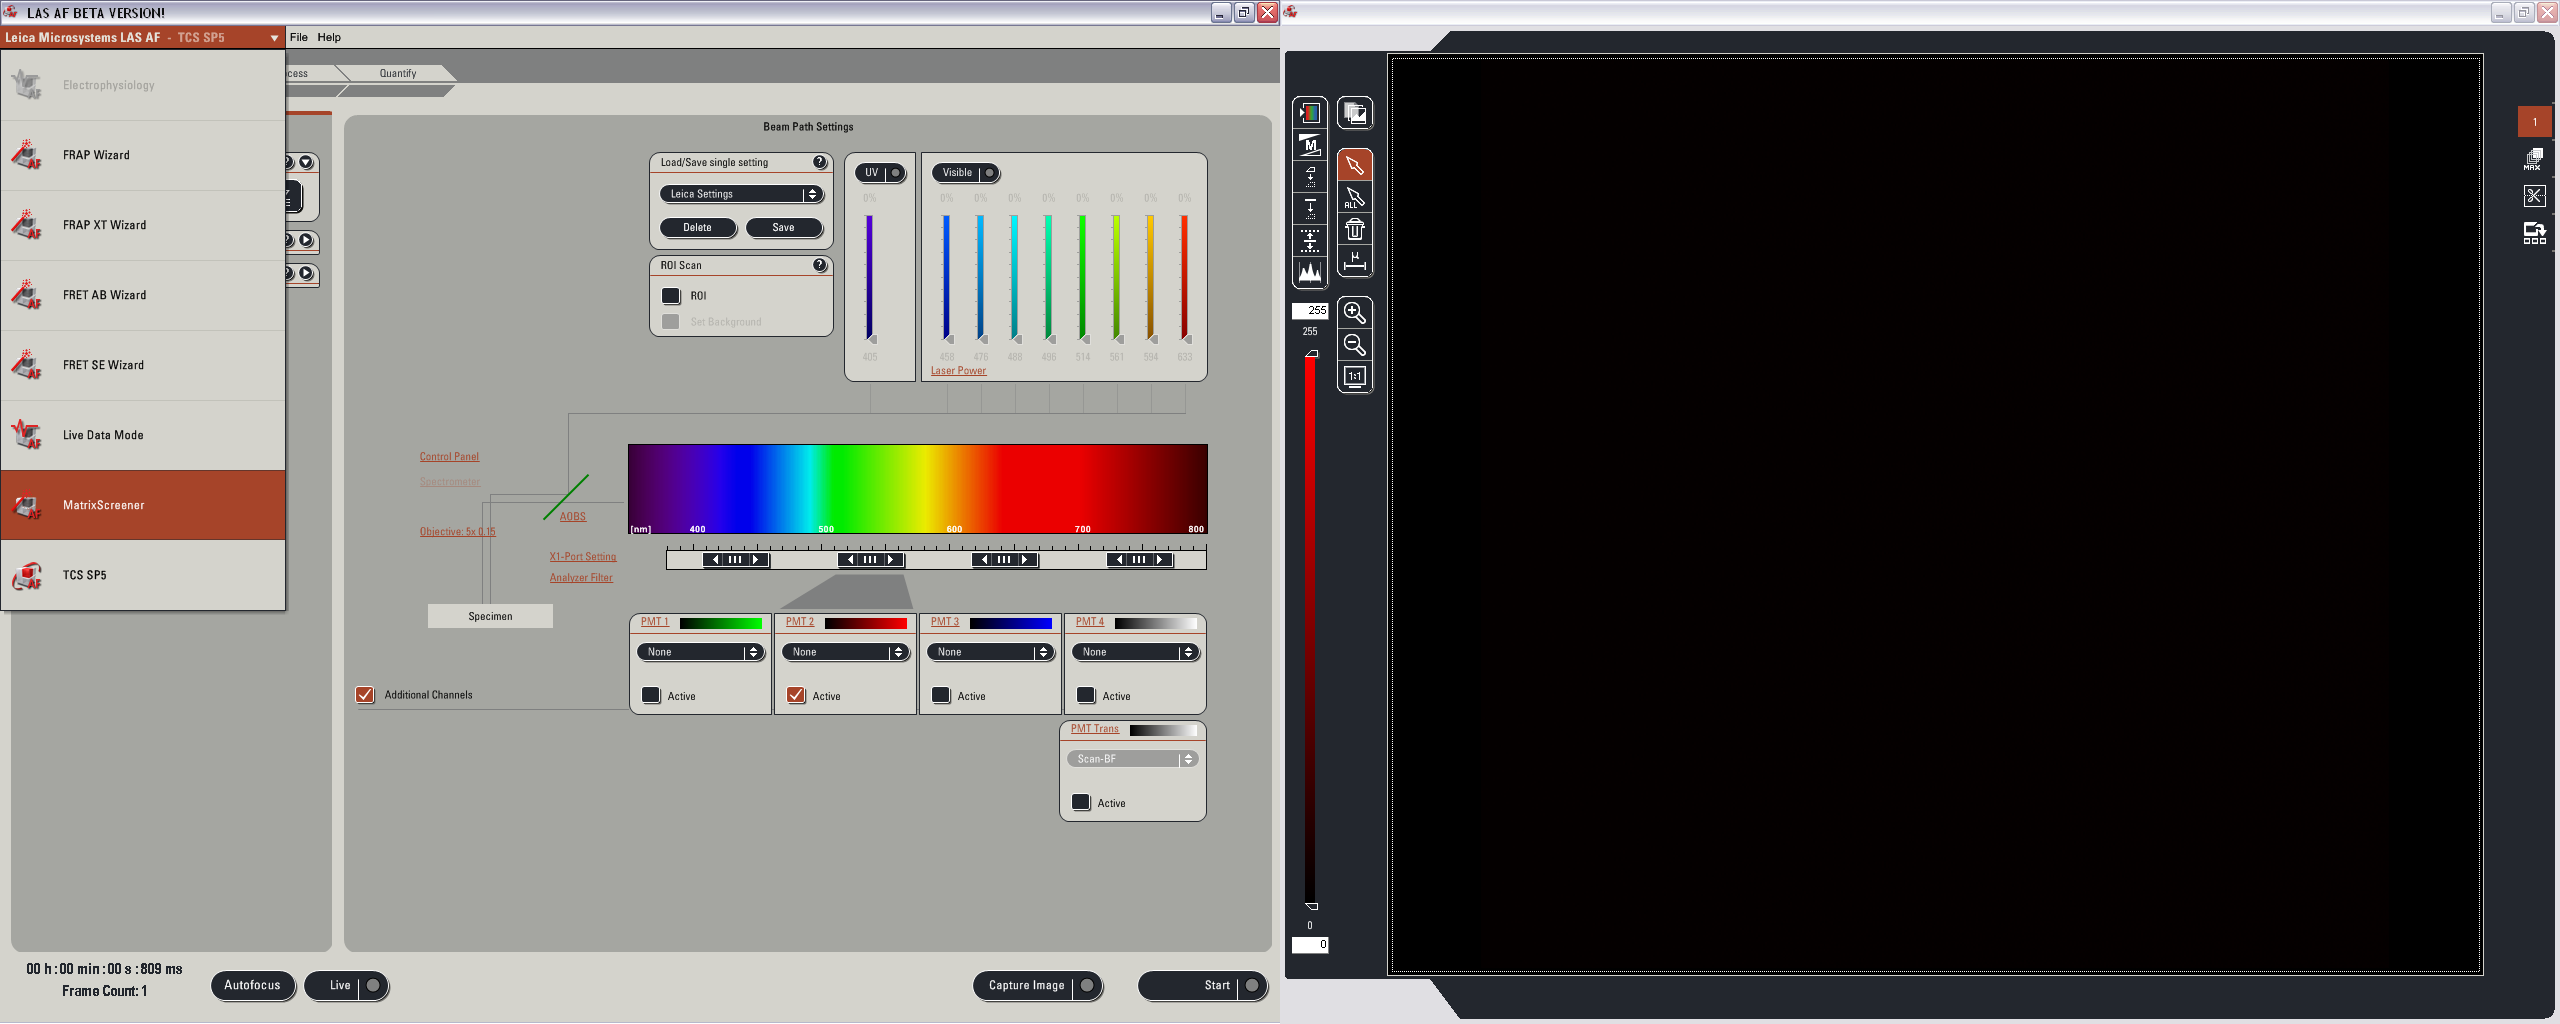 LAS AF BETA VERSION!
Leica Microsystems LAS AF - TCS SP5
File Help
Electrophysiology
FRAP Wizard
FRAP XT Wizard
FRET AB Wizard
FRET SE Wizard
Live Data Mode
MatrixScreener
TCS SP5
cess
Quantify
Beam Path Settings
Load/Save single setting ?
Leica Settings
Delete
Save
ROI Scan ?
ROI
Set Background
UV
0%
405
Visible
0% 0% 0% 0% 0% 0% 0% 0%
458 476 488 496 514 561 594 633
Laser Power
Control Panel
Spectrometer
Objective: 5x 0.15
AOBS
X1-Port Setting
Analyzer Filter
Specimen
[nm] 400 500 600 700 800
PMT 1 PMT 2 PMT 3 PMT 4
None None None None
Active Active Active Active
Additional Channels
PMT Trans
Scan-BF
Active
00 h:00 min:00 s:809 ms
Frame Count: 1
Autofocus
Live
Capture Image
Start
M
ALL
µ
255
255
1:1
0
0
1
MAX